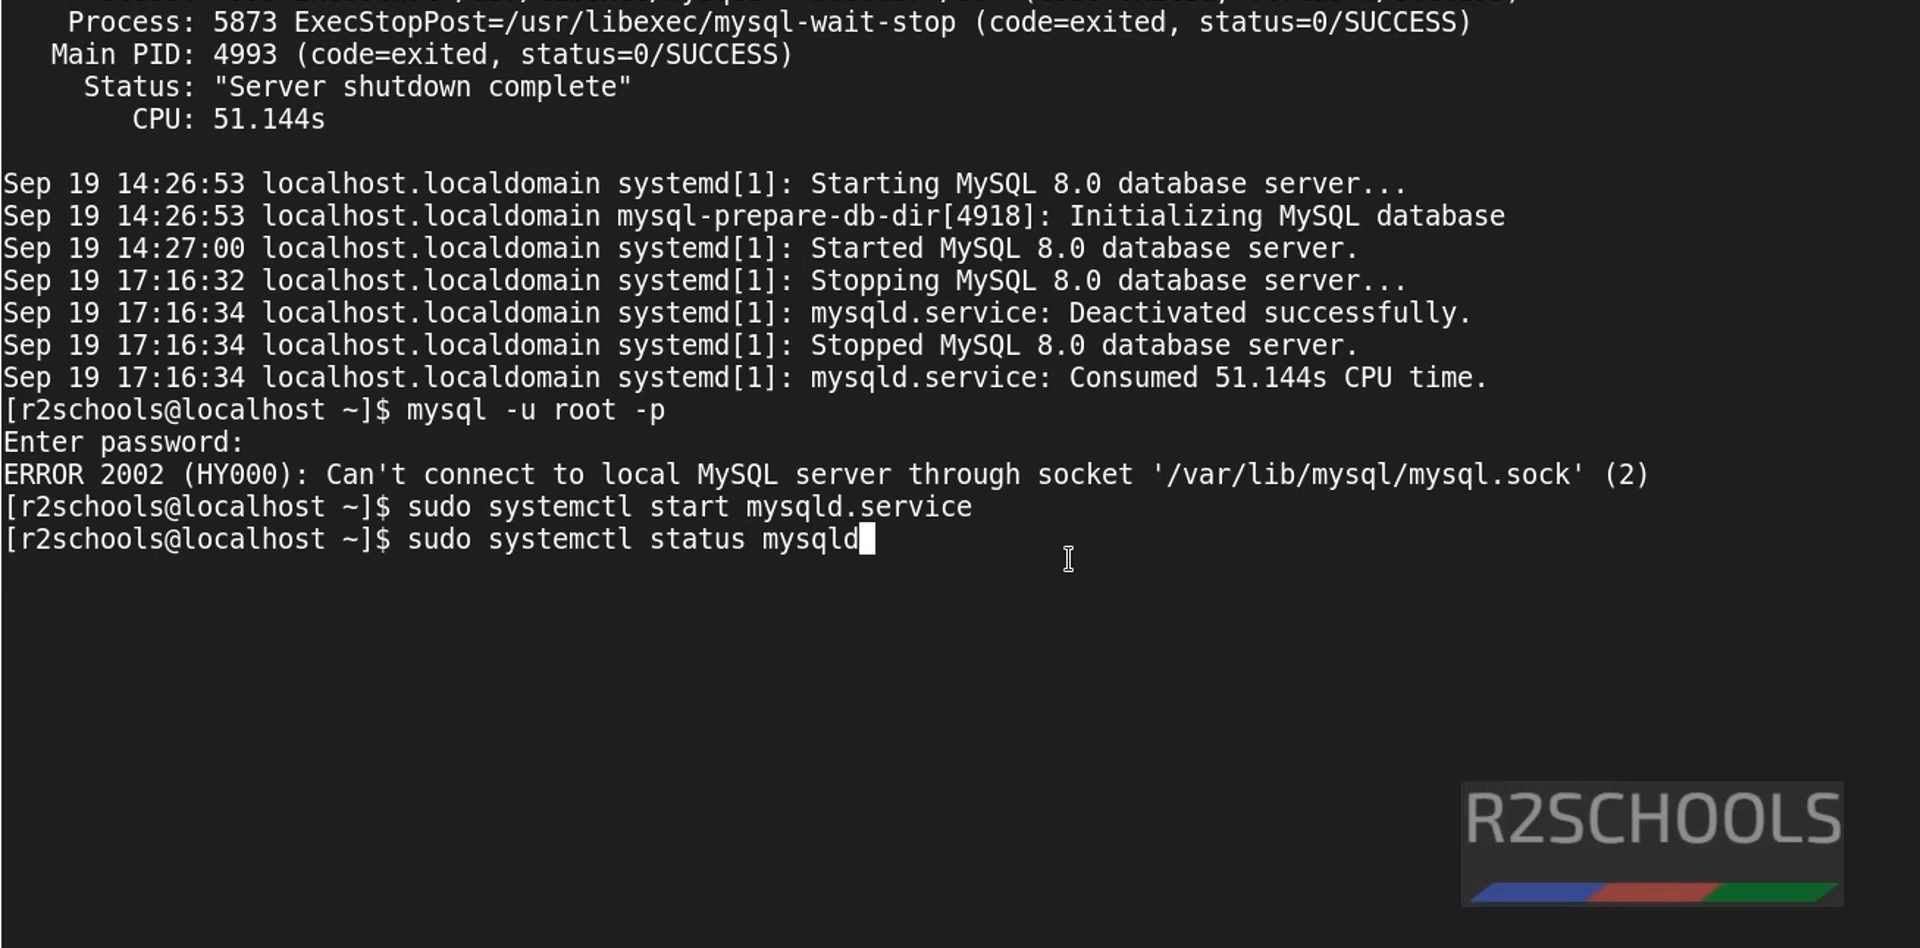 Process: 5873 ExecStopPost=/usr/libexec/mysql-wait-stop (code=exited, status=0/SUCCESS)
Main PID: 4993 (code=exited, status=0/SUCCESS)
Status: "Server shutdown complete"
CPU: 51.144s
Sep 19 14:26:53 localhost.localdomain systemd[1]: Starting MySQL 8.0 database server...
Sep 19 14:26:53 localhost.localdomain mysql-prepare-db-dir[4918]: Initializing MySQL database
Sep 19 14:27:00 localhost.localdomain systemd[1]: Started MySQL 8.0 database server.
Sep 19 17:16:32 localhost.localdomain systemd[1]: Stopping MySQL 8.0 database server...
Sep 19 17:16:34 localhost.localdomain systemd[1]: mysqld.service: Deactivated successfully.
Sep 19 17:16:34 localhost.localdomain systemd[1]: Stopped MySQL 8.0 database server.
Sep 19 17:16:34 localhost.localdomain systemd[1]: mysqld.service: Consumed 51.144s CPU time.
[r2schools@localhost ~]$ mysql -u root -p
Enter password:
ERROR 2002 (HY000): Can't connect to local MySQL server through socket '/var/lib/mysql/mysql.sock' (2)
[r2schools@localhost ~]$ sudo systemctl start mysqld.service
[r2schools@localhost ~]$ sudo systemctl status mysqld
R2SCHOOLS